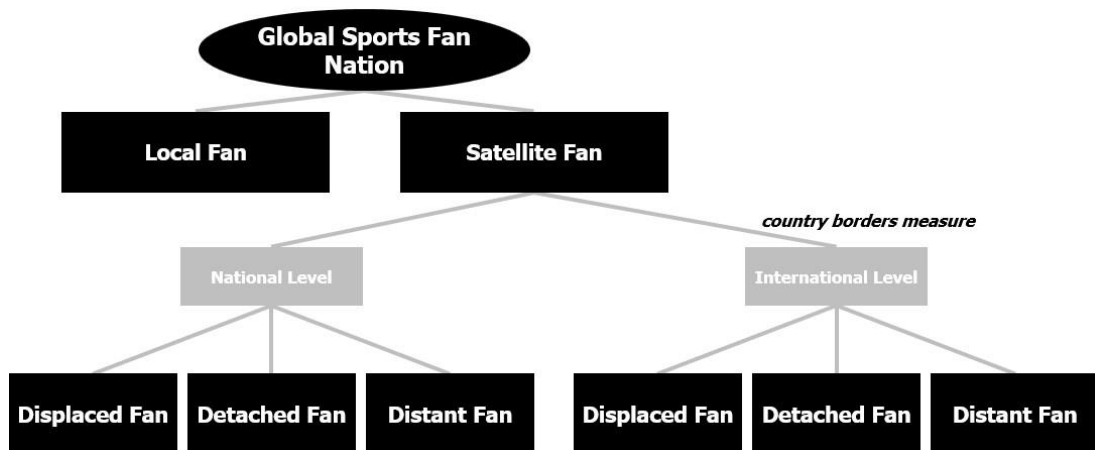 Global Sports Fan
Nation
Local Fan
Satellite Fan
country borders measure
National Level
International Level
Displaced Fan
Detached Fan
Distant Fan
Displaced Fan
Detached Fan
Distant Fan